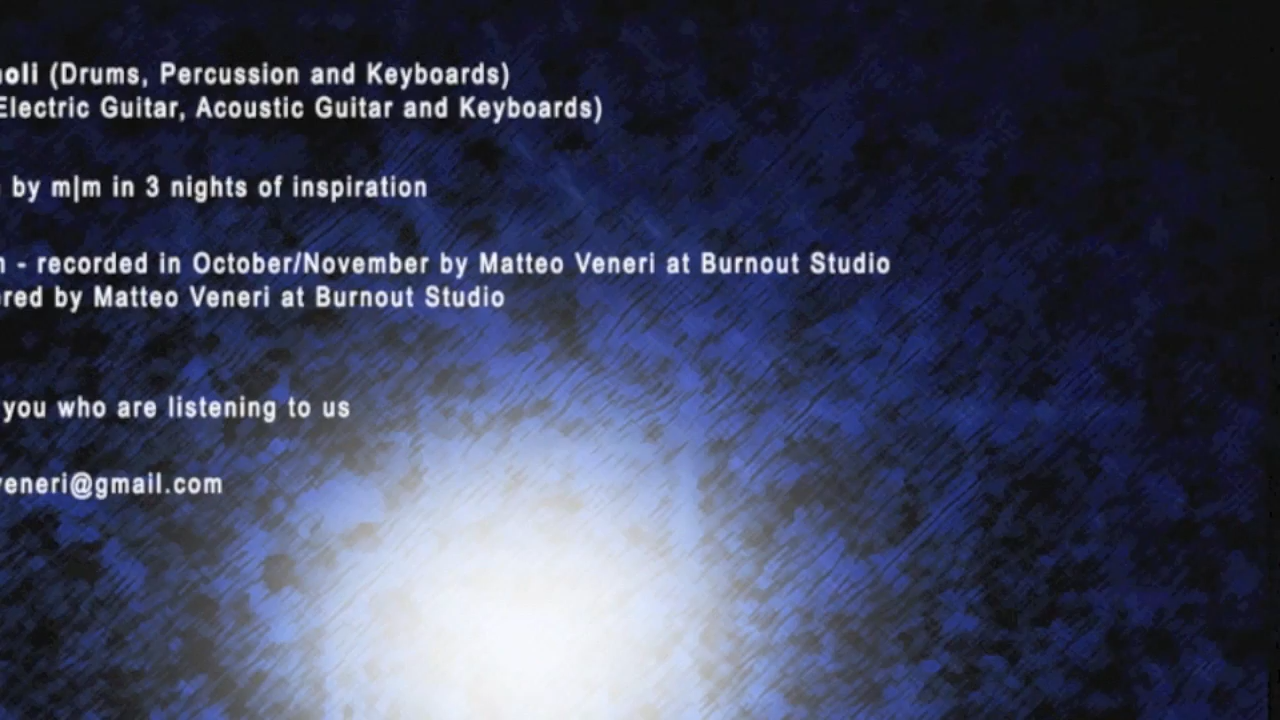 noli (Drums, Percussion and Keyboards)
Electric Guitar, Acoustic Guitar and Keyboards)
by m|m in 3 nights of inspiration
- recorded in October/November by Matteo Veneri at Burnout Studio
ered by Matteo Veneri at Burnout Studio
you who are listening to us
veneri@gmail.com